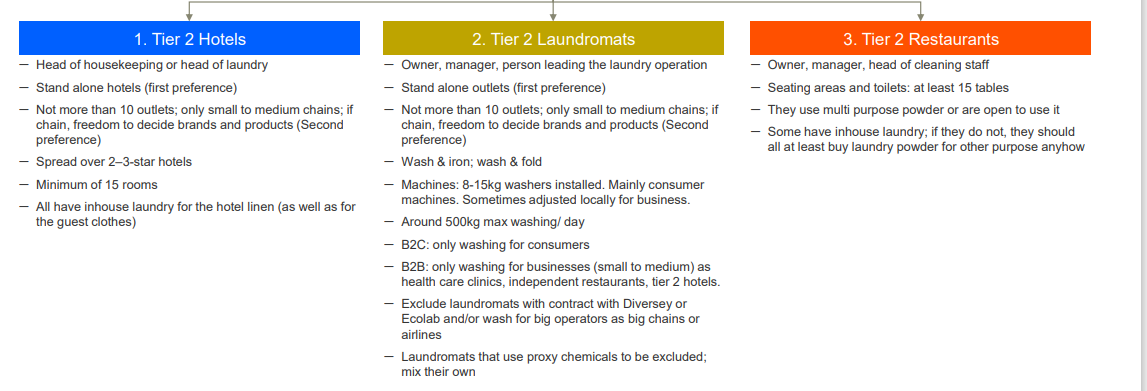 1. Tier 2 Hotels
— Head of housekeeping or head of laundry
— Stand alone hotels (first preference)
— Not more than 10 outlets; only small to medium chains; if
chain, freedom to decide brands and products (Second
preference)
— Spread over 2–3-star hotels
— Minimum of 15 rooms
— All have inhouse laundry for the hotel linen (as well as for
the guest clothes)
2. Tier 2 Laundromats
— Owner, manager, person leading the laundry operation
— Stand alone outlets (first preference)
— Not more than 10 outlets; only small to medium chains; if
chain, freedom to decide brands and products (Second
preference)
— Wash & iron; wash & fold
— Machines: 8-15kg washers installed. Mainly consumer
machines. Sometimes adjusted locally for business.
— Around 500kg max washing/ day
— B2C: only washing for consumers
— B2B: only washing for businesses (small to medium) as
health care clinics, independent restaurants, tier 2 hotels.
— Exclude laundromats with contract with Diversey or
Ecolab and/or wash for big operators as big chains or
airlines
— Laundromats that use proxy chemicals to be excluded;
mix their own
3. Tier 2 Restaurants
— Owner, manager, head of cleaning staff
— Seating areas and toilets: at least 15 tables
— They use multi purpose powder or are open to use it
— Some have inhouse laundry; if they do not, they should
all at least buy laundry powder for other purpose anyhow